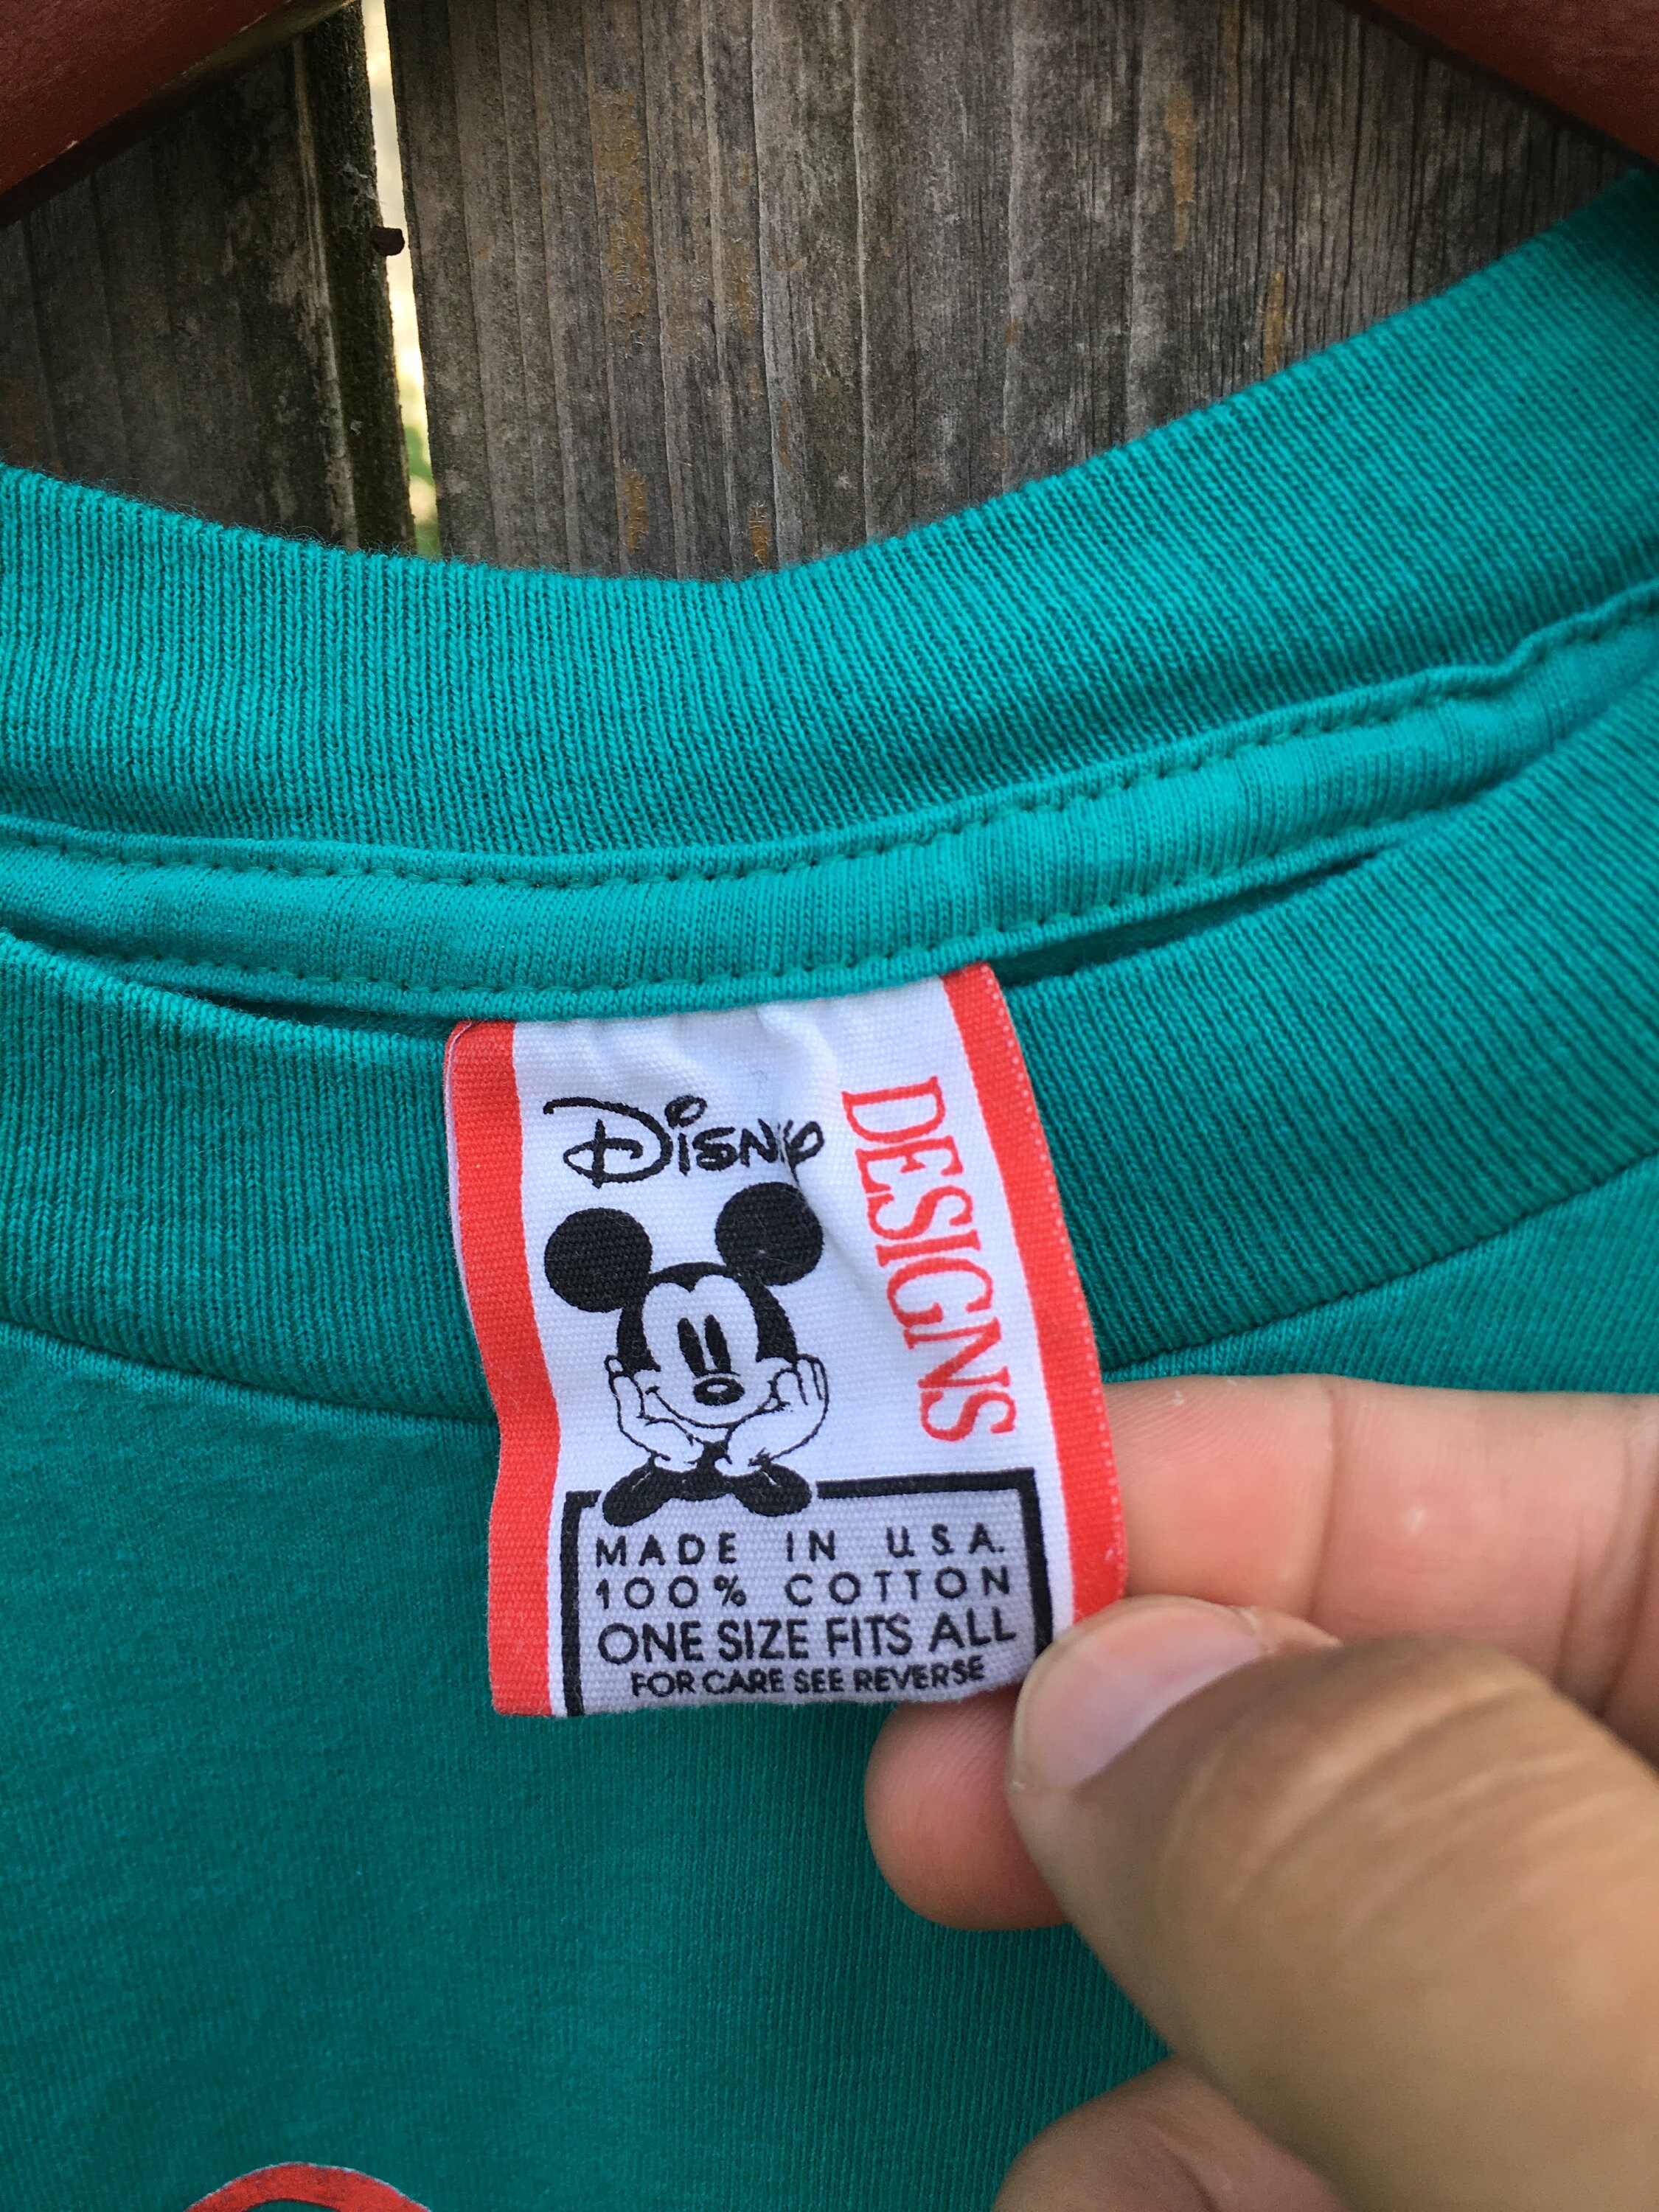 Disney
DESIGNS
MADE IN U.S.A.
100% COTTON
ONE SIZE FITS ALL
FOR CARE SEE REVERSE